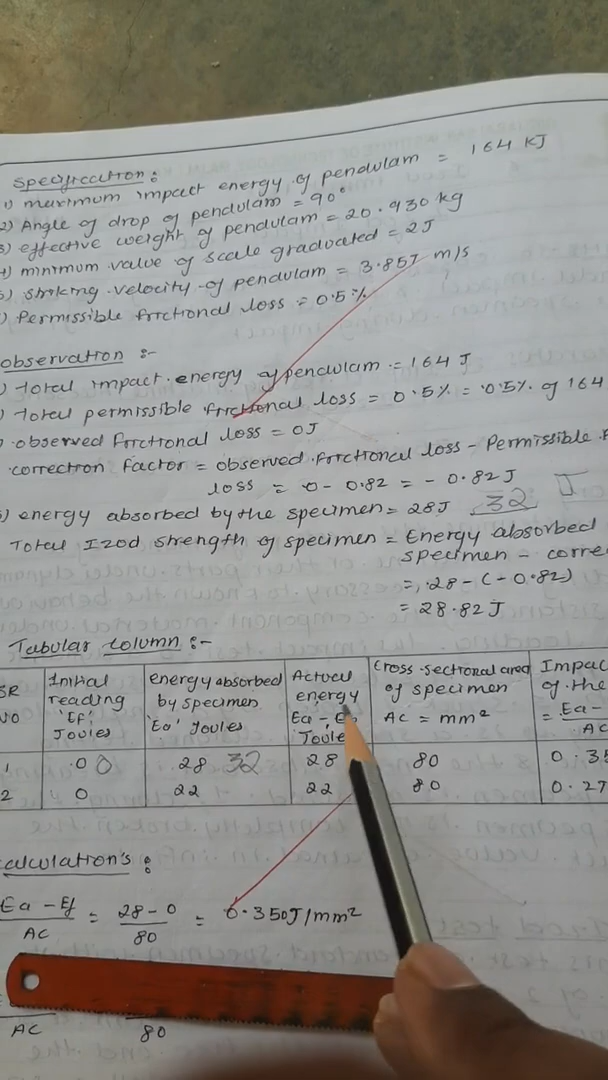 Specification :
1) maximum impact energy of pendulam = 164 KJ
2) Angle of drop of pendulam = 90°
3) effective weight of pendulam = 20.930 kg
4) minimum value of scale graduated = 2J
5) striking velocity of pendulam = 3.857 m/s
) Permissible frictional loss = 0.5%
observation :-
) total impact energy of pendulam = 164 J
) total permissible frictional loss = 0.5% = 0.5% of 164
) observed frictional loss = 0J
correction factor = observed frictional loss - Permissible
loss = 0 - 0.82 = - 0.82 J
) energy absorbed by the specimen = 28J 32 J
Total Izod strength of specimen = Energy absorbed
specimen - corre
= 28 - (- 0.82)
= 28.82 J
Tabular column :-
SR NO Initial reading 'Ef' Joules energy absorbed by specimen 'Ea' Joules Actual energy Ea - Joule Cross-sectional area of specimen AC = mm² Impac of the = Ea - AC
1 0 0 28 32 28 80 0.35
2 0 22 22 80 0.27
calculation's :
Ea - Ef / AC = 28 - 0 / 80 = 0.350 J/mm²
AC 80